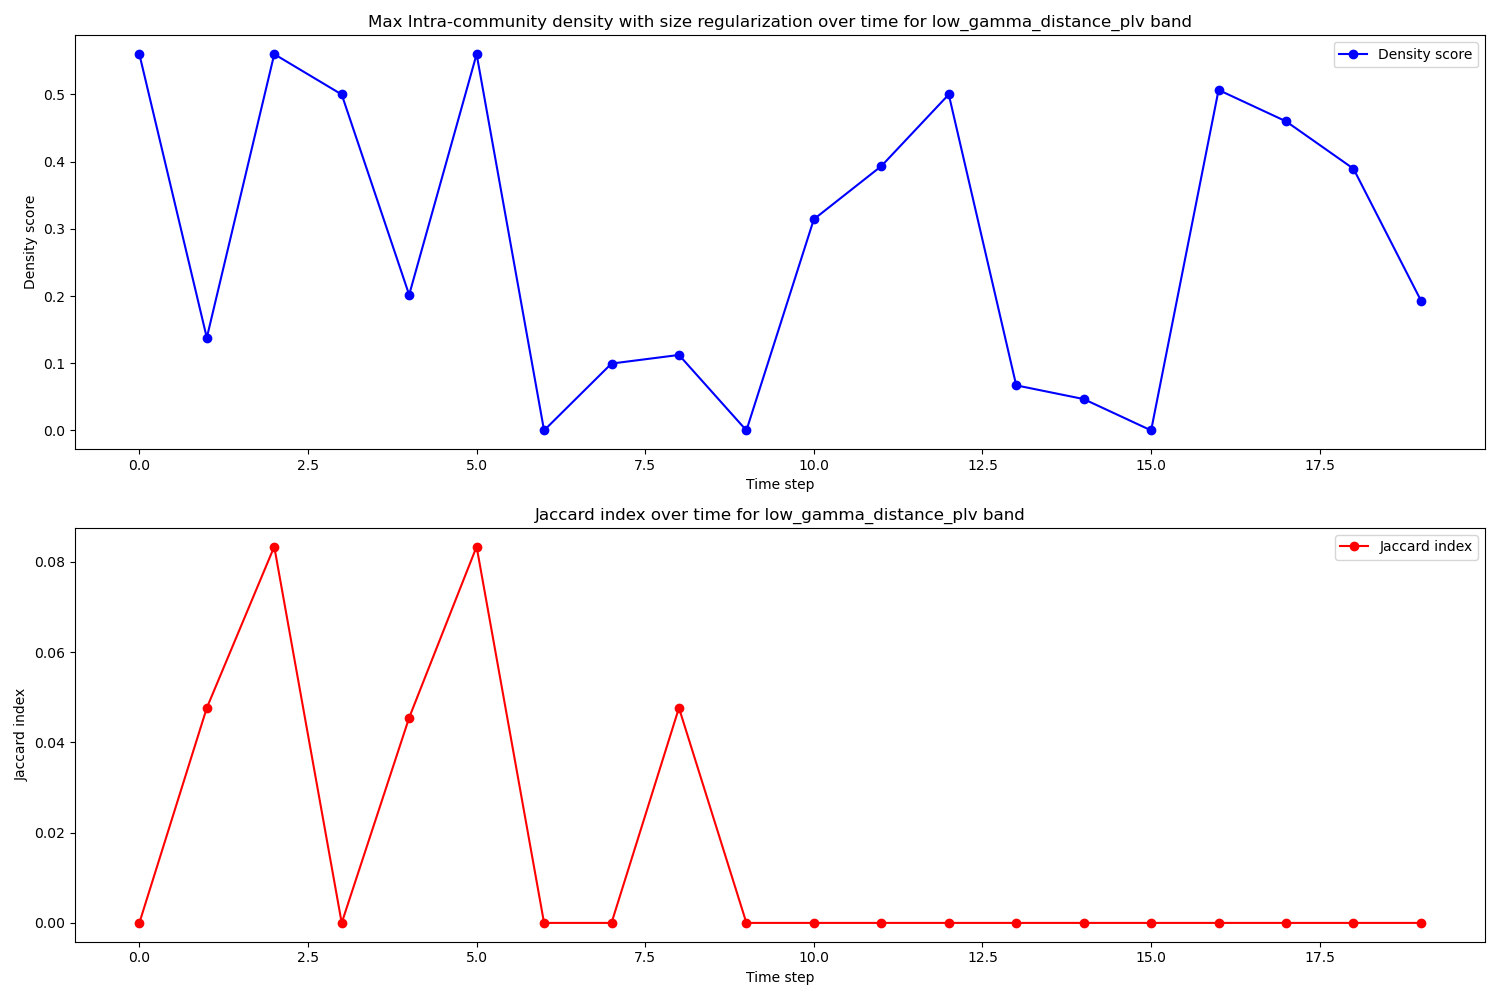 Max Intra-community density with size regularization over time for low_gamma_distance_plv band
Density score
0.5
0.4
0.3
0.2
0.1
0.0
Density score
0.0 2.5 5.0 7.5 10.0 12.5 15.0 17.5
Time step
Jaccard index over time for low_gamma_distance_plv band
Jaccard index
0.08
0.06
0.04
0.02
0.00
Jaccard index
0.0 2.5 5.0 7.5 10.0 12.5 15.0 17.5
Time step